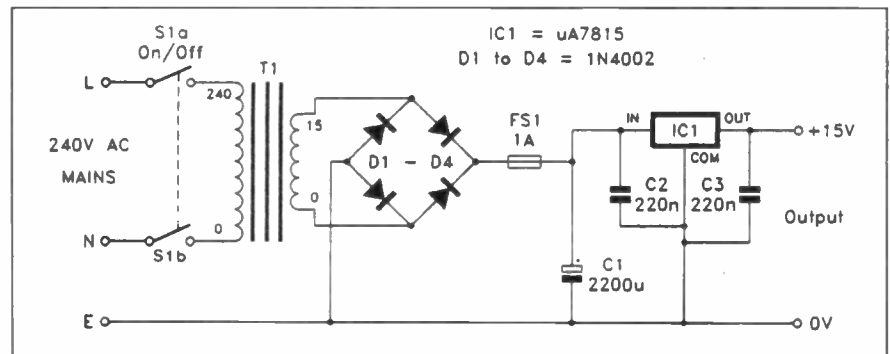 S1a
On/Off
IC1 = uA7815
D1 to D4 = 1N4002
T1
L
240
15
FS1
1A
IN
IC1
OUT
COM
+15V
240V AC
MAINS
D1 - D4
C2
220n
C3
220n
Output
0
0
N
S1b
C1
2200u
+
E
0V